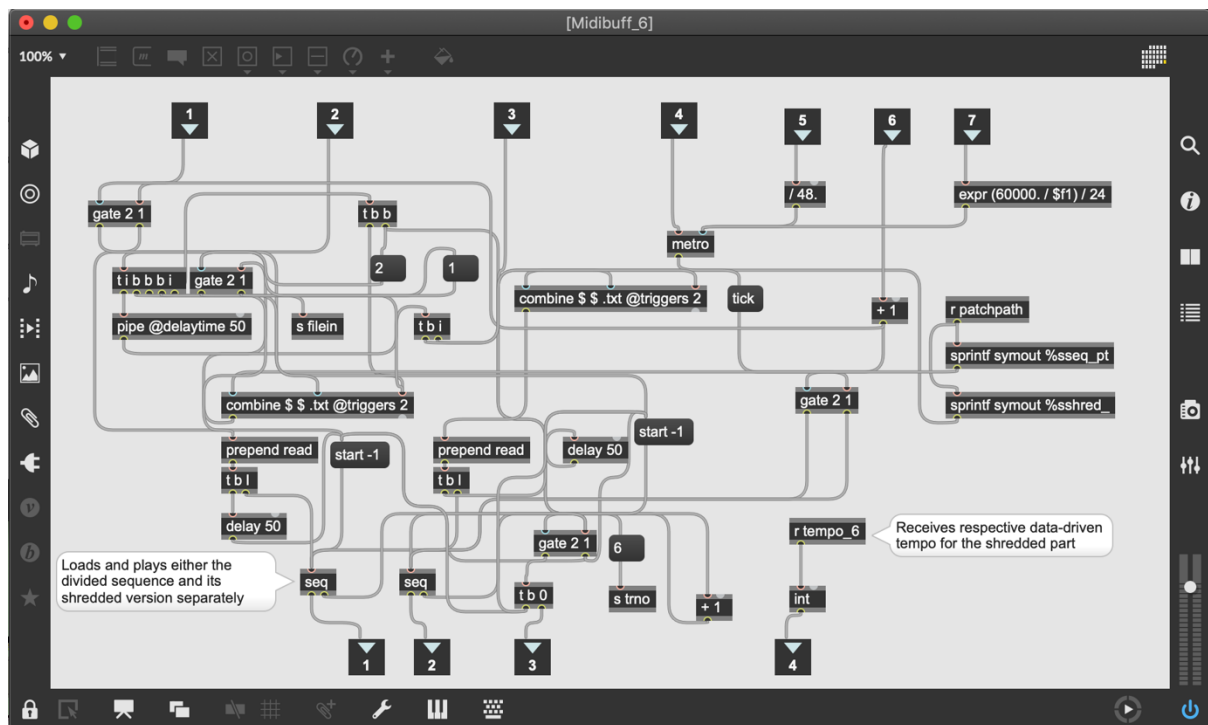 [Midibuff_6]
100%
1
2
3
4
5
6
7
/ 48.
expr (60000. / $f1) / 24
gate 2 1
t b b
metro
2
1
t i b b b i
gate 2 1
combine $ $ .txt @triggers 2
tick
+ 1
r patchpath
pipe @delaytime 50
s filein
t b i
sprintf symout %sseq_pt
sprintf symout %sshred_
combine $ $ .txt @triggers 2
gate 2 1
start -1
prepend read
start -1
prepend read
delay 50
t b l
t b l
delay 50
r tempo_6
Receives respective data-driven
tempo for the shredded part
gate 2 1
6
Loads and plays either the
divided sequence and its
shredded version separately
seq
seq
t b 0
s trno
+ 1
int
1
2
3
4